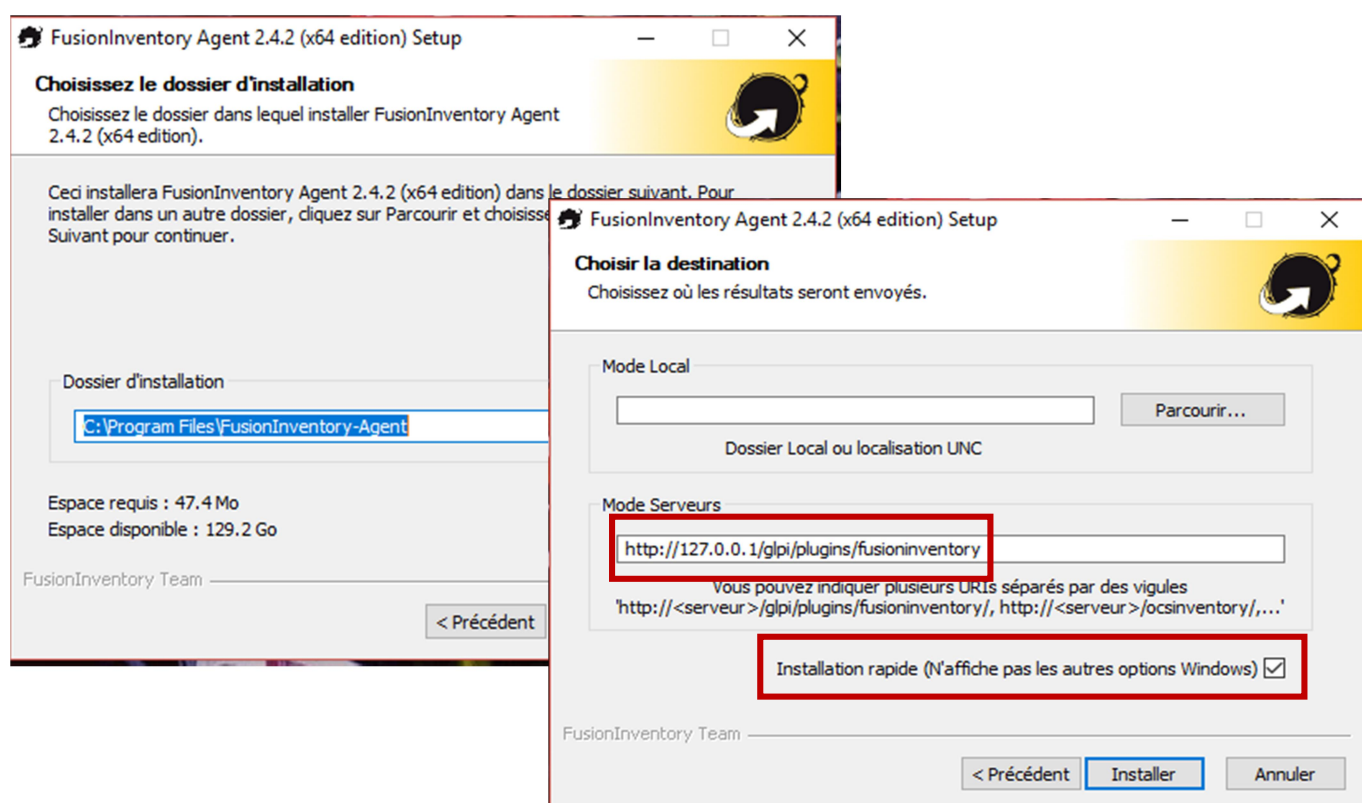 FusionInventory Agent 2.4.2 (x64 edition) Setup
Choisissez le dossier d'installation
Choisissez le dossier dans lequel installer FusionInventory Agent
2.4.2 (x64 edition).
Ceci installera FusionInventory Agent 2.4.2 (x64 edition) dans le dossier suivant. Pour
installer dans un autre dossier, cliquez sur Parcourir et choisisse
Suivant pour continuer.
Dossier d'installation
C:\Program Files\FusionInventory-Agent
Espace requis : 47.4 Mo
Espace disponible : 129.2 Go
FusionInventory Team
< Précédent
FusionInventory Agent 2.4.2 (x64 edition) Setup
Choisir la destination
Choisissez où les résultats seront envoyés.
Mode Local
Parcourir...
Dossier Local ou localisation UNC
Mode Serveurs
http://127.0.0.1/glpi/plugins/fusioninventory
Vous pouvez indiquer plusieurs URIs séparés par des vigules
'http://<serveur>/glpi/plugins/fusioninventory/, http://<serveur>/ocsinventory/,...'
Installation rapide (N'affiche pas les autres options Windows)
FusionInventory Team
< Précédent
Installer
Annuler